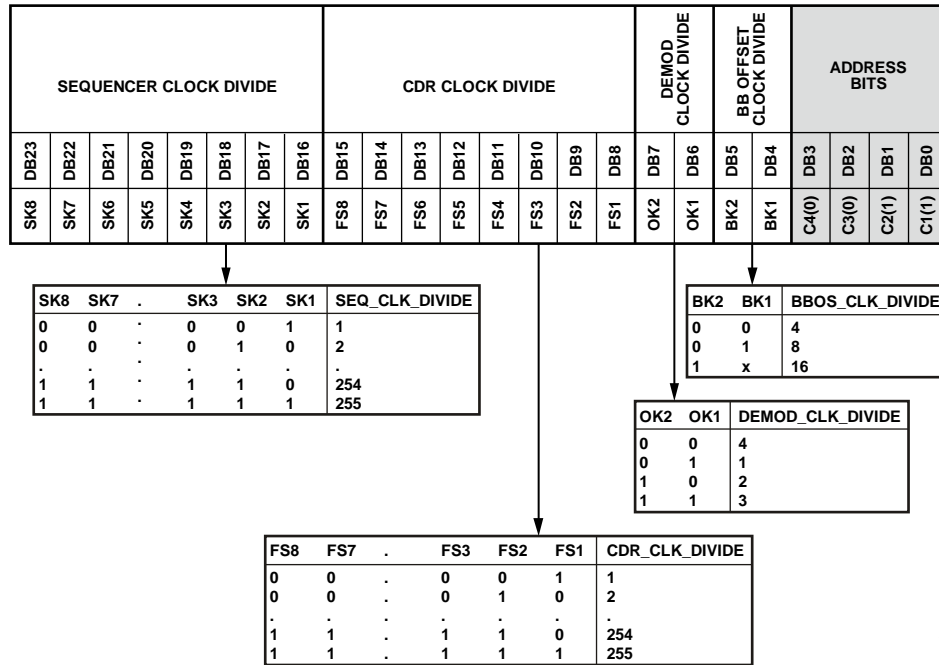 SEQUENCER CLOCK DIVIDE
CDR CLOCK DIVIDE
DEMOD
CLOCK DIVIDE
BB OFFSET
CLOCK DIVIDE
ADDRESS
BITS
DB23 DB22 DB21 DB20 DB19 DB18 DB17 DB16 DB15 DB14 DB13 DB12 DB11 DB10 DB9 DB8 DB7 DB6 DB5 DB4 DB3 DB2 DB1 DB0
SK8 SK7 SK6 SK5 SK4 SK3 SK2 SK1 FS8 FS7 FS6 FS5 FS4 FS3 FS2 FS1 OK2 OK1 BK2 BK1 C4(0) C3(0) C2(1) C1(1)
SK8 SK7 . SK3 SK2 SK1 SEQ_CLK_DIVIDE
0 0 . 0 0 1 1
0 0 . 0 1 0 2
. . . . . . .
1 1 . 1 1 0 254
1 1 . 1 1 1 255
BK2 BK1 BBOS_CLK_DIVIDE
0 0 4
0 1 8
1 x 16
OK2 OK1 DEMOD_CLK_DIVIDE
0 0 4
0 1 1
1 0 2
1 1 3
FS8 FS7 . FS3 FS2 FS1 CDR_CLK_DIVIDE
0 0 . 0 0 1 1
0 0 . 0 1 0 2
. . . . . . .
1 1 . 1 1 0 254
1 1 . 1 1 1 255